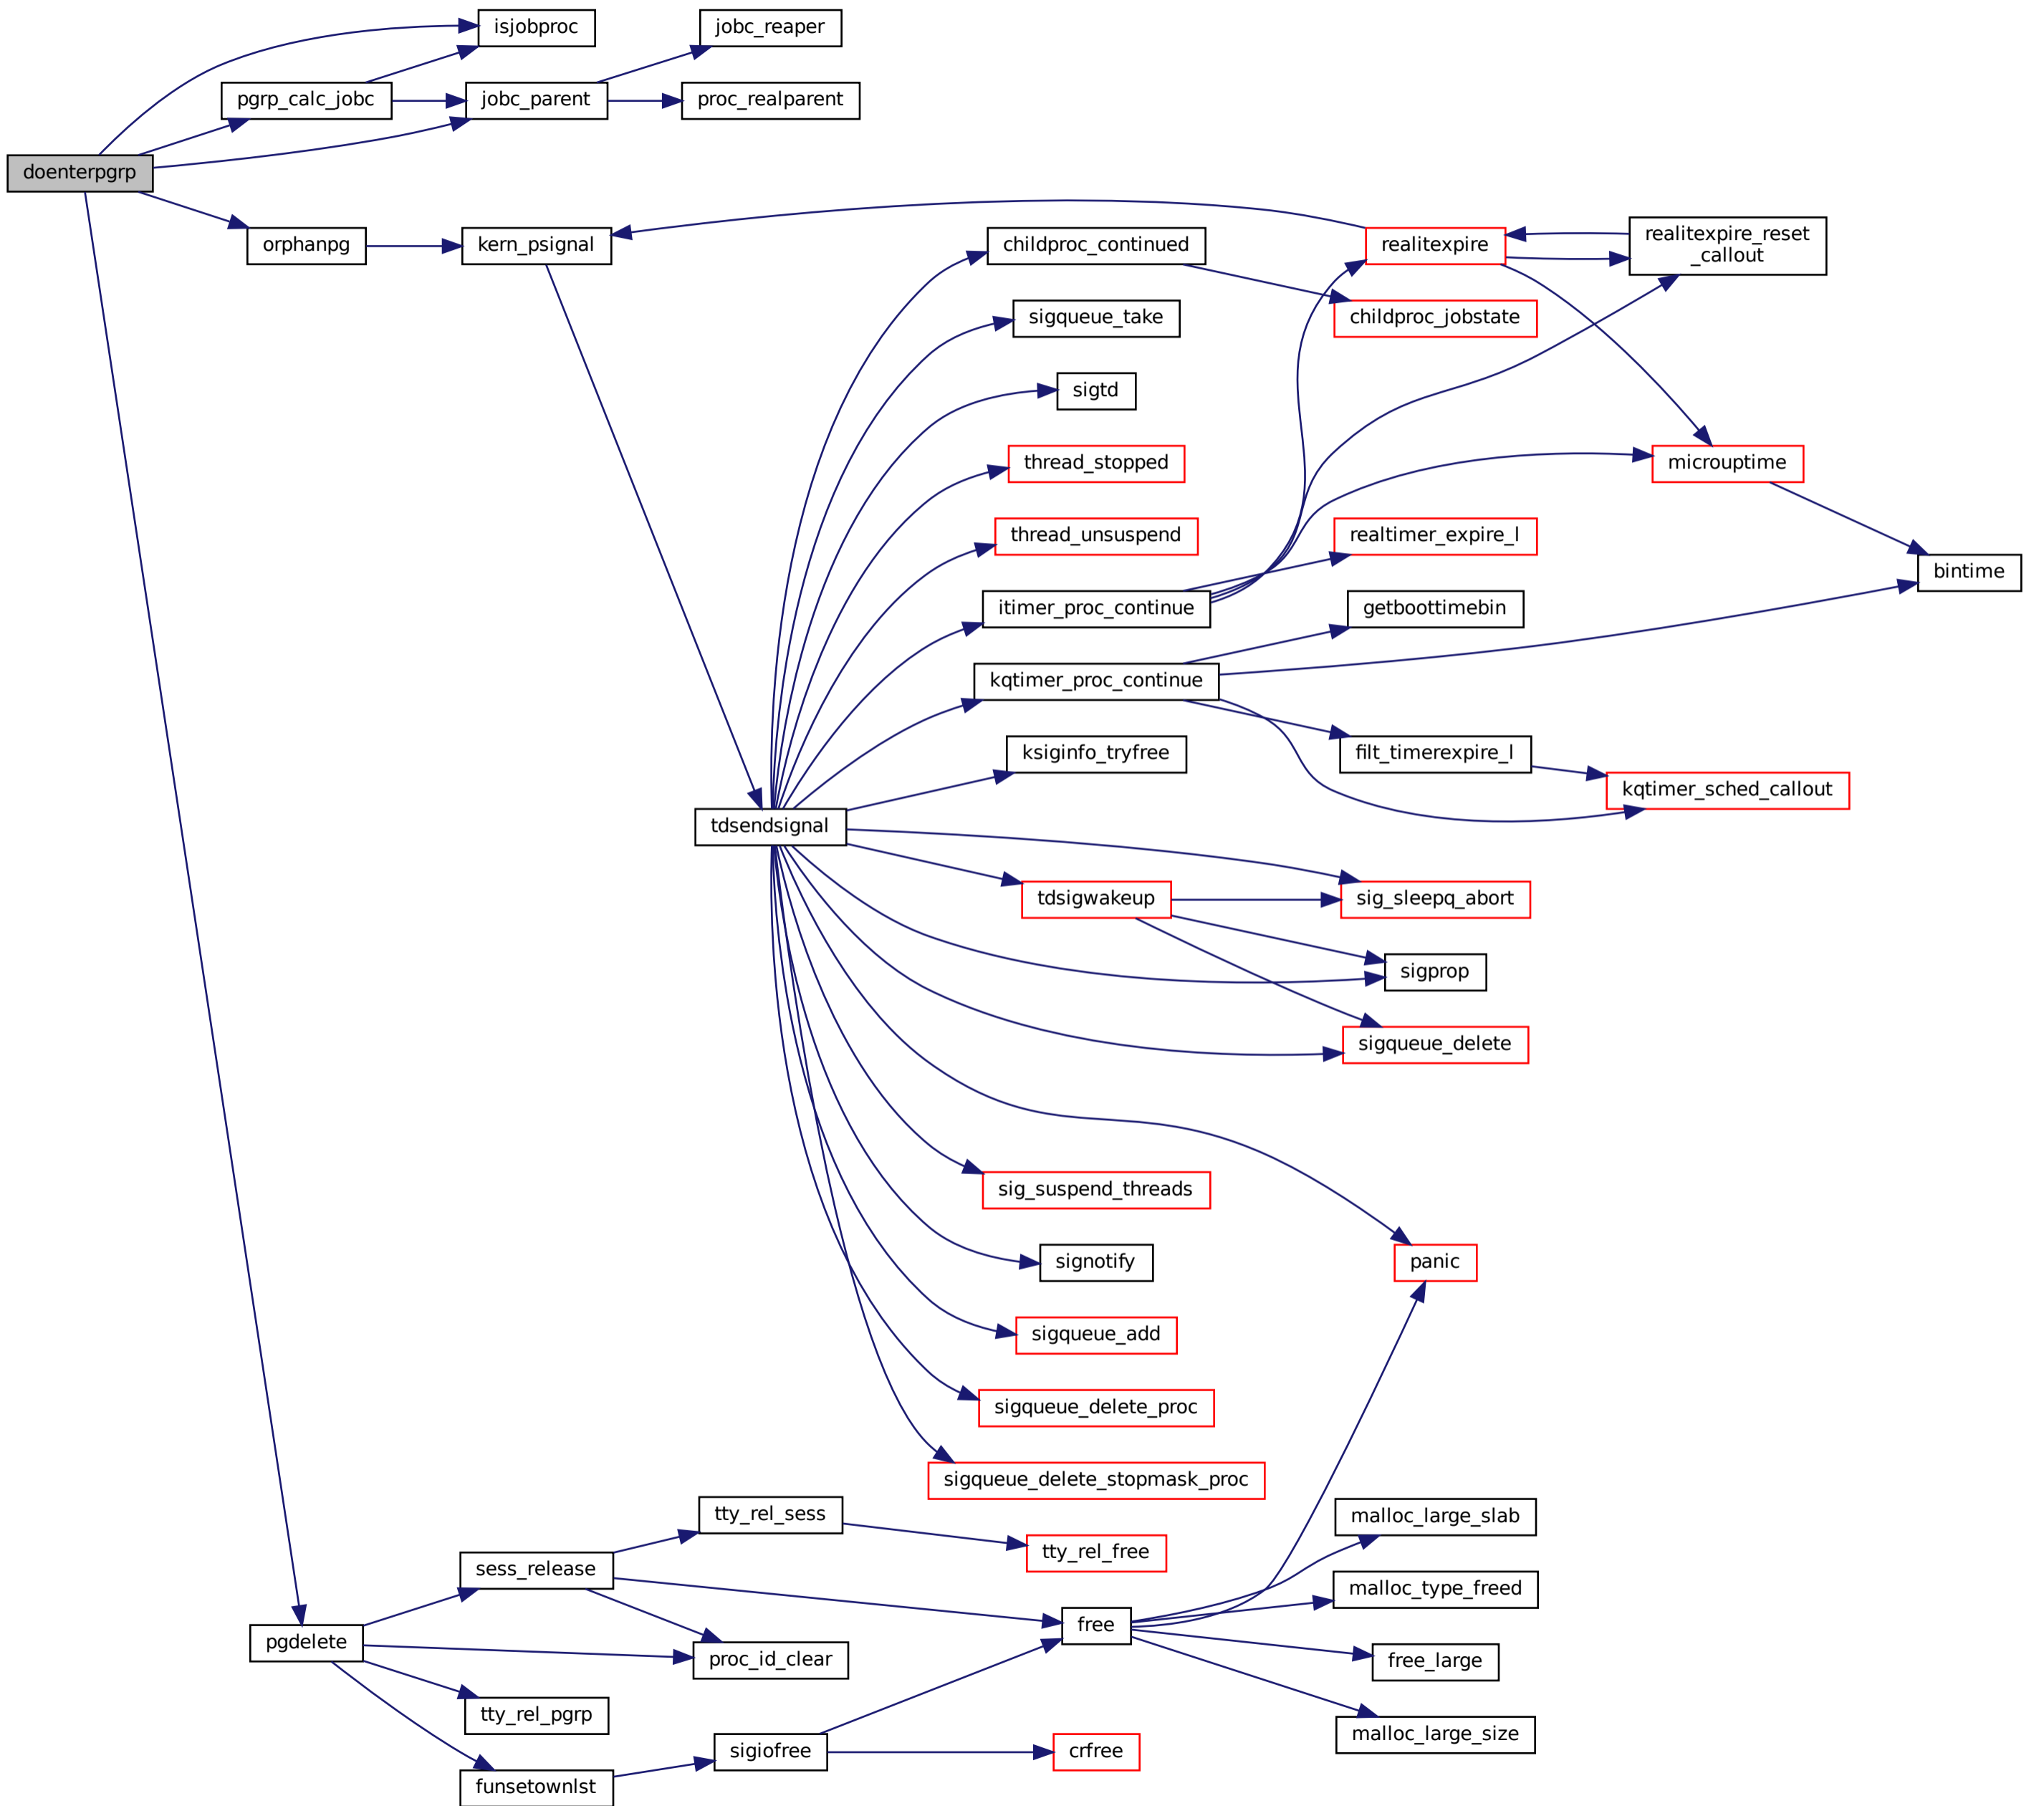 isjobproc
jobc_reaper
pgrp_calc_jobc
jobc_parent
proc_realparent
doenterpgrp
orphanpg
kern_psignal
childproc_continued
realitexpire
realitexpire_reset
_callout
sigqueue_take
childproc_jobstate
sigtd
thread_stopped
microuptime
thread_unsuspend
realtimer_expire_l
bintime
itimer_proc_continue
getboottimebin
kqtimer_proc_continue
ksiginfo_tryfree
filt_timerexpire_l
kqtimer_sched_callout
tdsendsignal
tdsigwakeup
sig_sleepq_abort
sigprop
sigqueue_delete
sig_suspend_threads
signotify
panic
sigqueue_add
sigqueue_delete_proc
sigqueue_delete_stopmask_proc
tty_rel_sess
malloc_large_slab
tty_rel_free
sess_release
malloc_type_freed
free
pgdelete
proc_id_clear
free_large
tty_rel_pgrp
malloc_large_size
sigiofree
crfree
funsetownlst